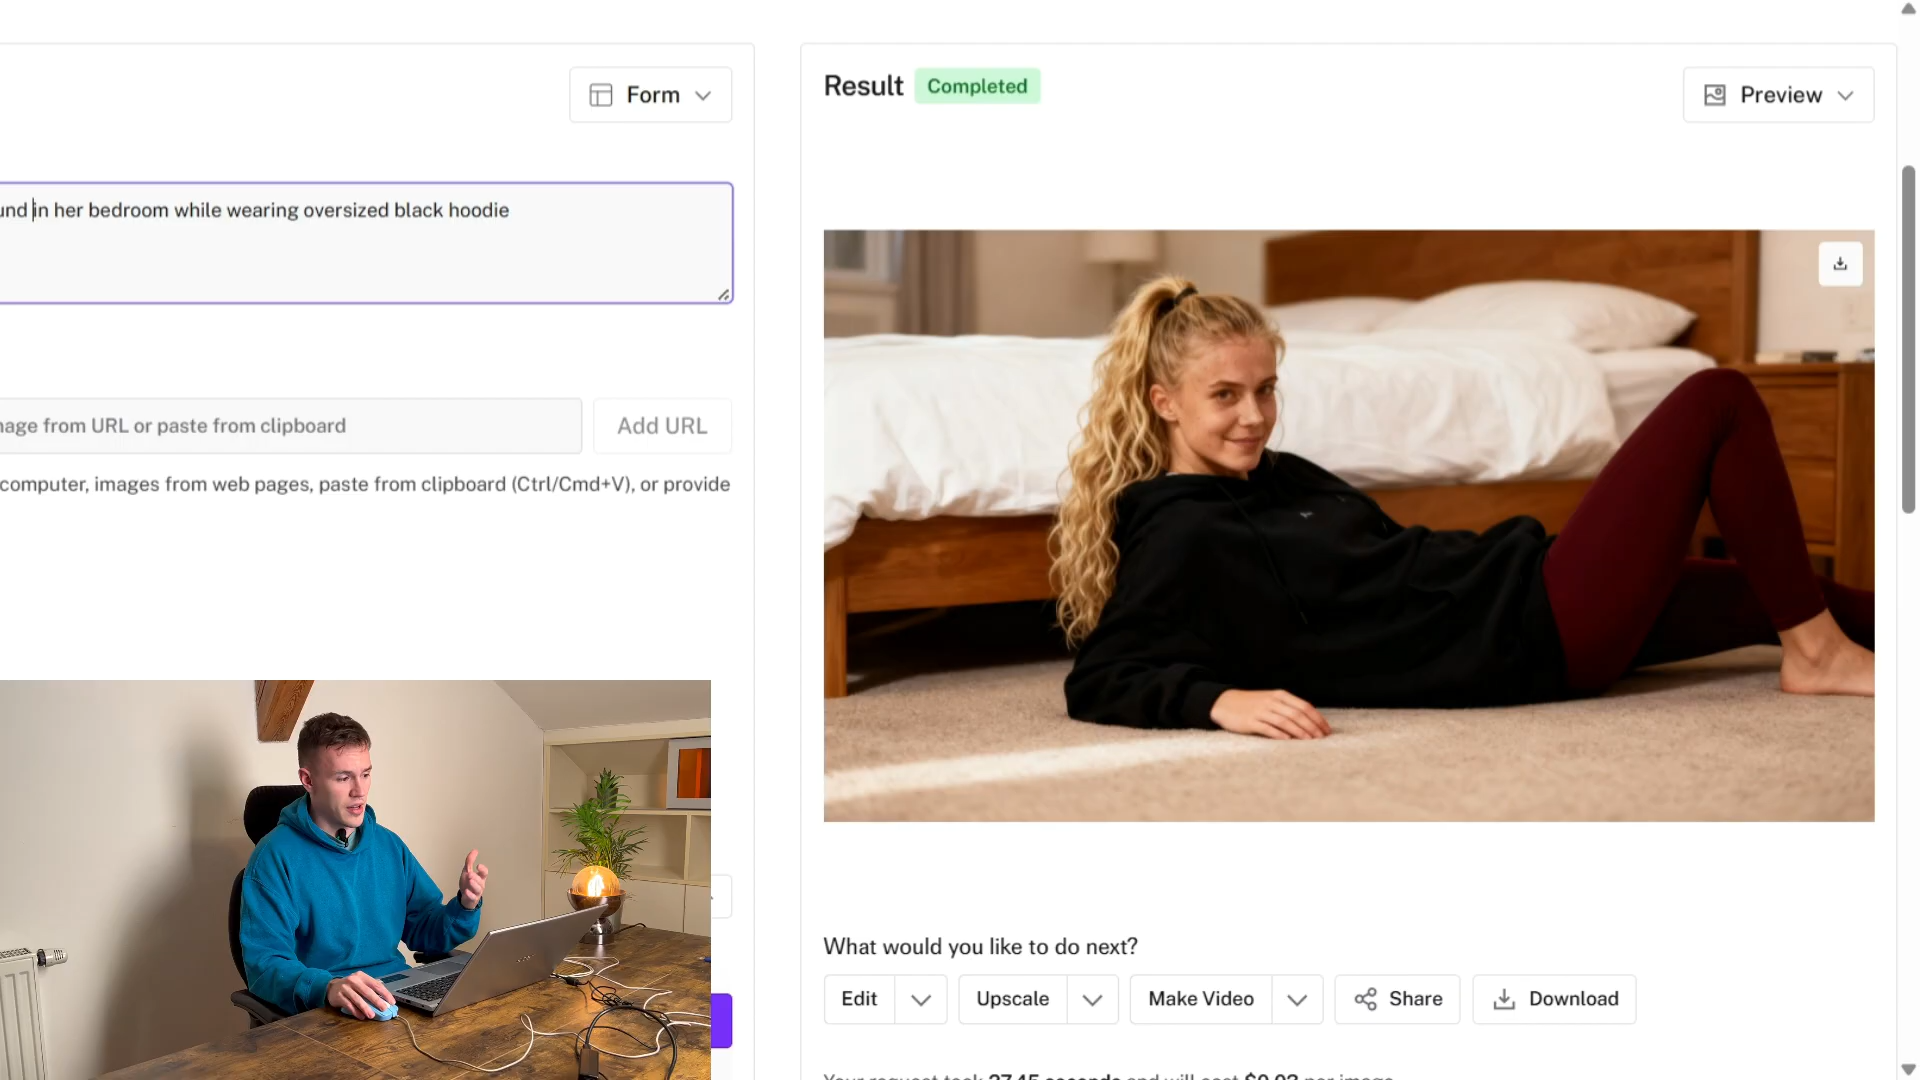 Form
Result
Completed
Preview
in her bedroom while wearing oversized black hoodie
from URL or paste from clipboard
Add URL
computer, images from web pages, paste from clipboard (Ctrl/Cmd+V), or provide
What would you like to do next?
Edit
Upscale
Make Video
Share
Download